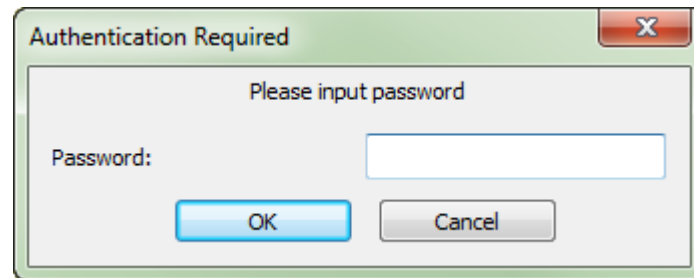 Authentication Required
Please input password
Password:
OK Cancel